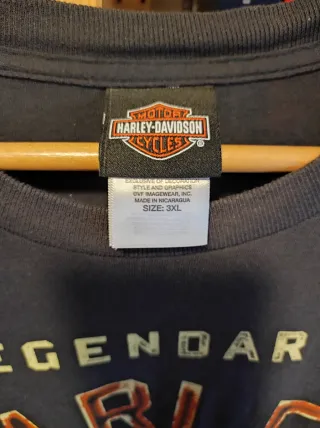 MOTOR
HARLEY-DAVIDSON
CYCLES
®
EXCLUSIVE OF DECORATION
STYLE AND GRAPHICS
©VF IMAGEWEAR, INC.
MADE IN NICARAGUA
SIZE: 3XL
EGENDAR
ARL